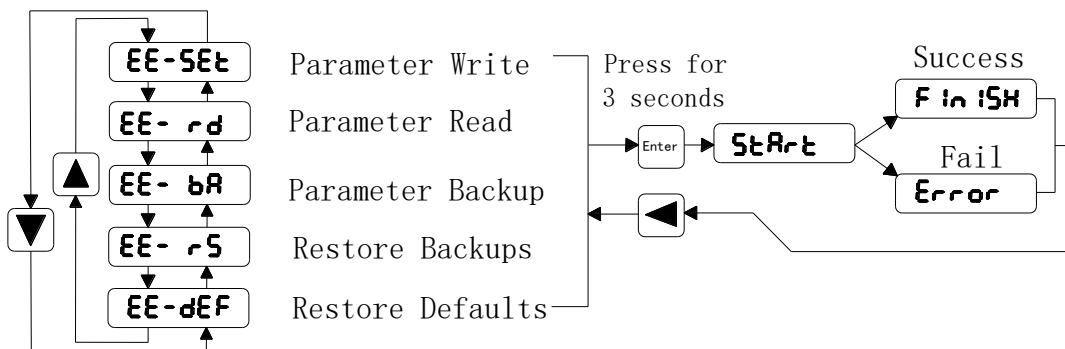 EE-SEt Parameter Write
EE- rd Parameter Read
EE- bA Parameter Backup
EE- rS Restore Backups
EE-dEF Restore Defaults
Press for
3 seconds
Enter
StArt
Success
FIniSH
Fail
Error